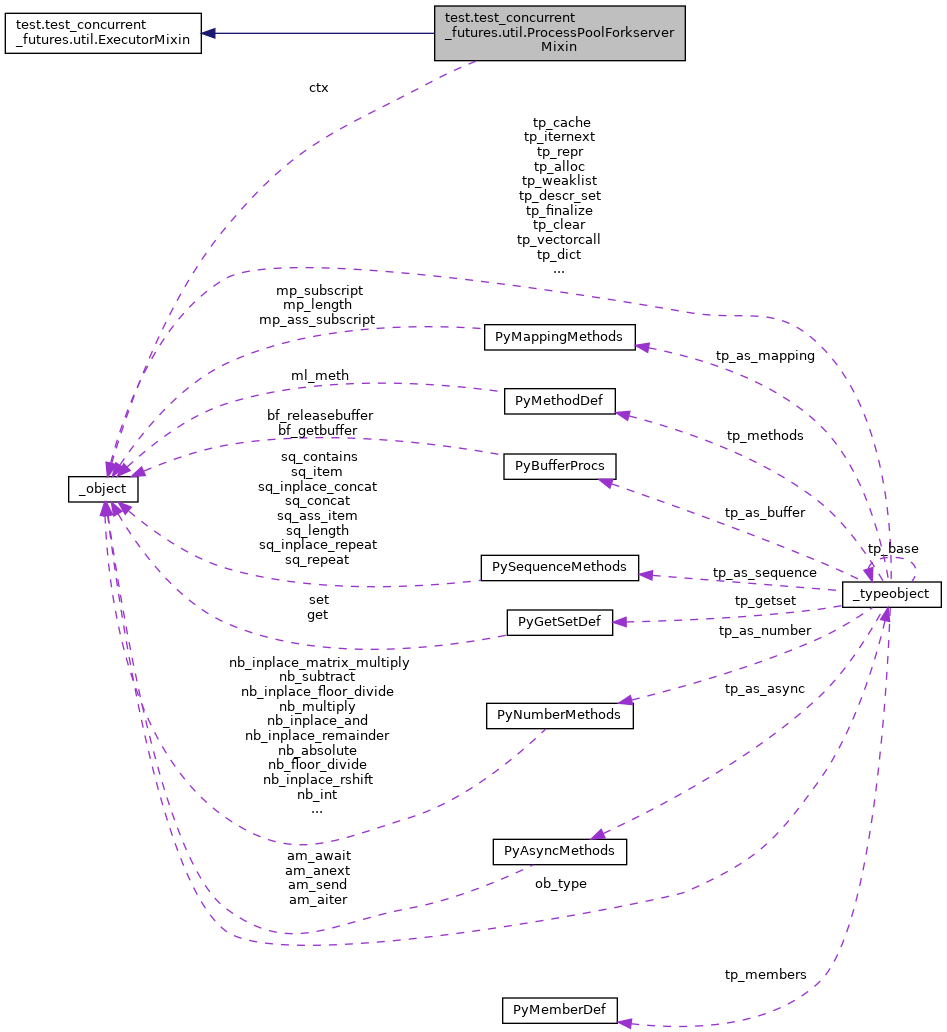 test.test_concurrent
_futures.util.ExecutorMixin
test.test_concurrent
_futures.util.ProcessPoolForkserver
Mixin
ctx
tp_cache
tp_iternext
tp_repr
tp_alloc
tp_weaklist
tp_descr_set
tp_finalize
tp_clear
tp_vectorcall
tp_dict
...
mp_subscript
mp_length
mp_ass_subscript
PyMappingMethods
tp_as_mapping
ml_meth
PyMethodDef
tp_methods
bf_releasebuffer
bf_getbuffer
PyBufferProcs
tp_as_buffer
_object
sq_contains
sq_item
sq_inplace_concat
sq_concat
sq_ass_item
sq_length
sq_inplace_repeat
sq_repeat
PySequenceMethods
tp_as_sequence
tp_base
_typeobject
set
get
PyGetSetDef
tp_getset
tp_as_number
nb_inplace_matrix_multiply
nb_subtract
nb_inplace_floor_divide
nb_multiply
nb_inplace_and
nb_inplace_remainder
nb_absolute
nb_floor_divide
nb_inplace_rshift
nb_int
...
PyNumberMethods
tp_as_async
am_await
am_anext
am_send
am_aiter
PyAsyncMethods
ob_type
tp_members
PyMemberDef